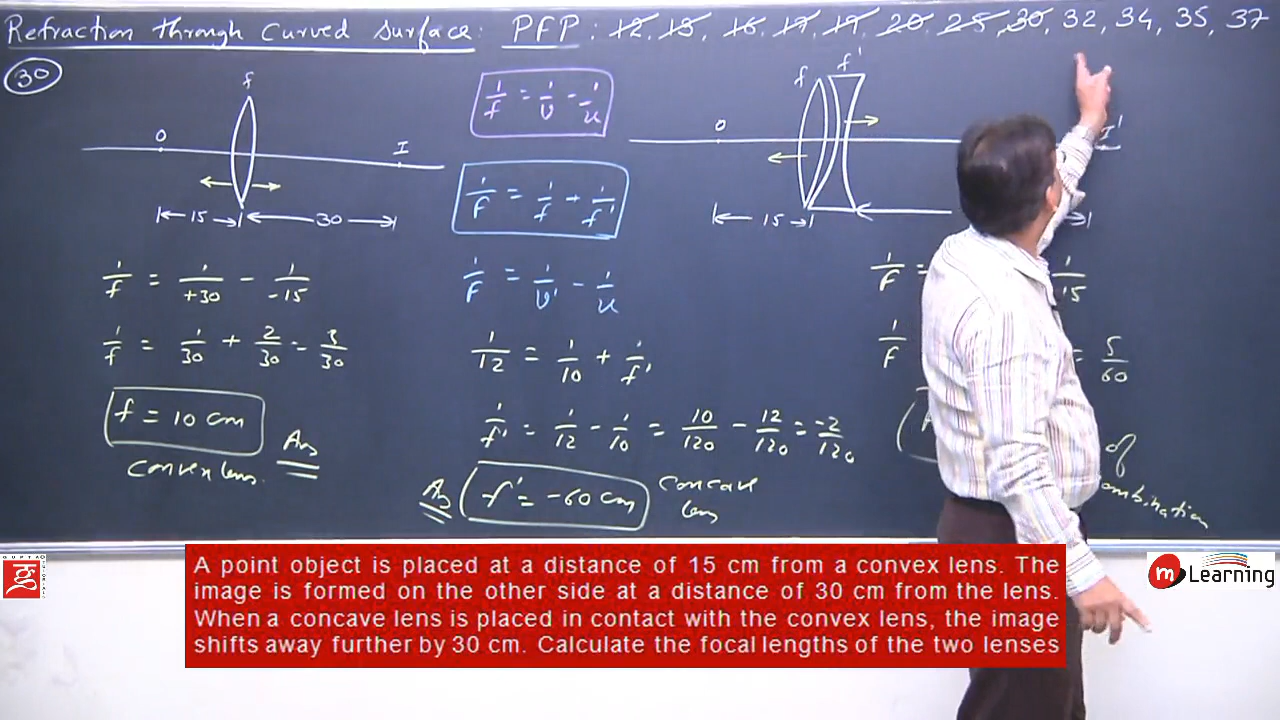 Refraction through Curved Surface: PFP: 12, 15, 16, 17, 19, 20, 25, 30, 32, 34, 35, 37
30
f
O
I
15
30
1/f = 1/+30 - 1/-15
1/f = 1/30 + 2/30 = 3/30
f = 10 cm
Ans
Convex lens.
1/f = 1/v - 1/u
1/F = 1/f + 1/f'
1/F = 1/v' - 1/u
1/12 = 1/10 + 1/f'
1/f' = 1/12 - 1/10 = 10/120 - 12/120 = -2/120
Ans
f' = -60 cm
Concave
lens
f
f'
O
I'
15
1/F =
1/15
1/F
= 5/60
of
ombination
A point object is placed at a distance of 15 cm from a convex lens. The
image is formed on the other side at a distance of 30 cm from the lens.
When a concave lens is placed in contact with the convex lens, the image
shifts away further by 30 cm. Calculate the focal lengths of the two lenses
GUPTA
m Learning